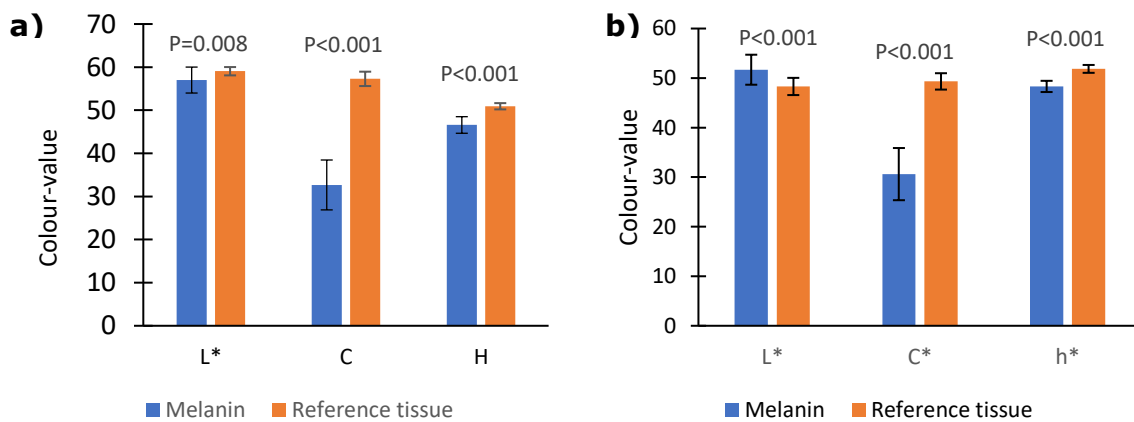 a)
70
60
50
40
30
20
10
0
Colour-value
P=0.008
P<0.001
P<0.001
L*
C
H
Melanin
Reference tissue
b)
60
50
40
30
20
10
0
Colour-value
P<0.001
P<0.001
P<0.001
L*
C*
h*
Melanin
Reference tissue